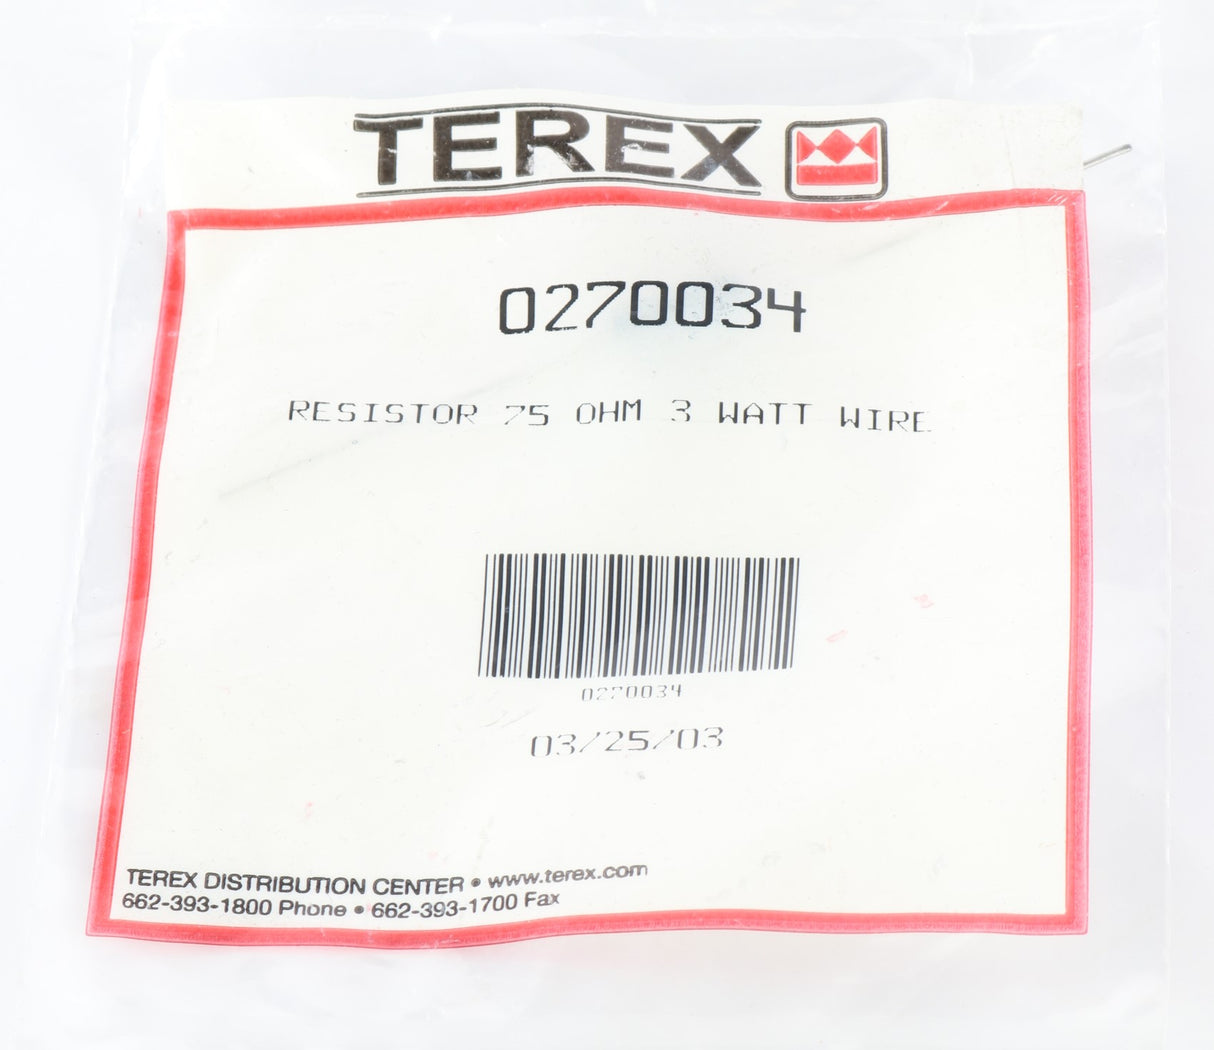 TEREX
0270034
RESISTOR 75 OHM 3 WATT WIRE
0270034
03/25/03
TEREX DISTRIBUTION CENTER • www.terex.com
662-393-1800 Phone • 662-393-1700 Fax